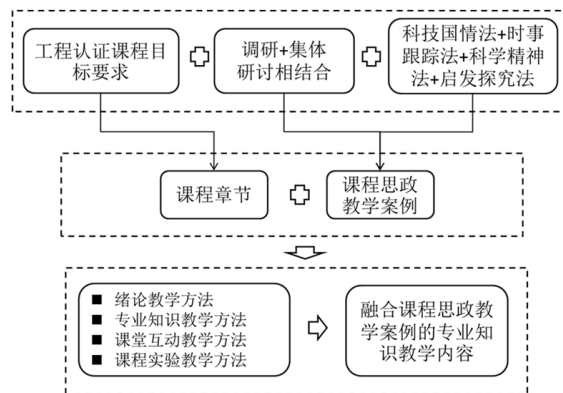 工程认证课程目
标要求
调研+集体
研讨相结合
科技国情法+时事
跟踪法+科学精神
法+启发探究法
课程章节
课程思政
教学案例
■ 绪论教学方法
■ 专业知识教学方法
■ 课堂互动教学方法
■ 课程实验教学方法
融合课程思政教
学案例的专业知
识教学内容